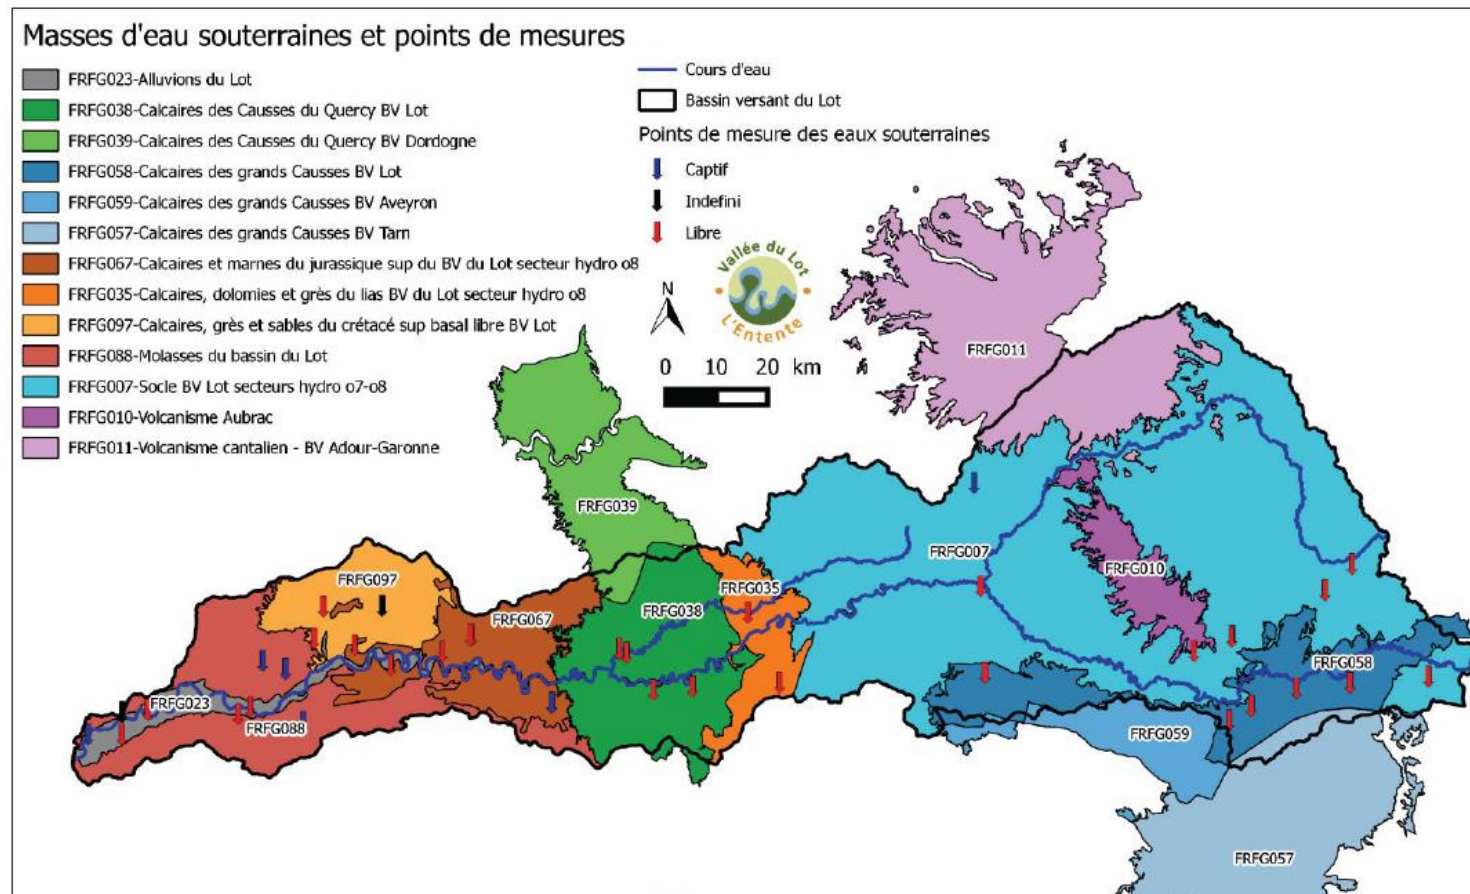 Masses d'eau souterraines et points de mesures
FRFG023-Alluvions du Lot
FRFG038-Calcaires des Causses du Quercy BV Lot
FRFG039-Calcaires des Causses du Quercy BV Dordogne
FRFG058-Calcaires des grands Causses BV Lot
FRFG059-Calcaires des grands Causses BV Aveyron
FRFG057-Calcaires des grands Causses BV Tarn
FRFG067-Calcaires et marnes du jurassique sup du BV du Lot secteur hydro o8
FRFG035-Calcaires, dolomies et grès du lias BV du Lot secteur hydro o8
FRFG097-Calcaires, grès et sables du crétacé sup basal libre BV Lot
FRFG088-Molasses du bassin du Lot
FRFG007-Socle BV Lot secteurs hydro o7-o8
FRFG010-Volcanisme Aubrac
FRFG011-Volcanisme cantalien - BV Adour-Garonne
Cours d'eau
Bassin versant du Lot
Points de mesure des eaux souterraines
Captif
Indefini
Libre
Vallée du Lot
L'Entente
N
0 10 20 km
FRFG011
FRFG039
FRFG007
FRFG010
FRFG097
FRFG035
FRFG038
FRFG067
FRFG058
FRFG023
FRFG088
FRFG059
FRFG057